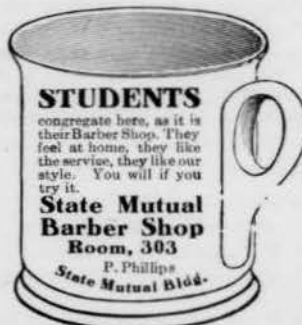 STUDENTS
congregate here, as it is
their Barber Shop. They
feel at home, they like
the service, they like our
style. You will if you
try it.
State Mutual
Barber Shop
Room, 303
P. Phillips
State Mutual Bldg.